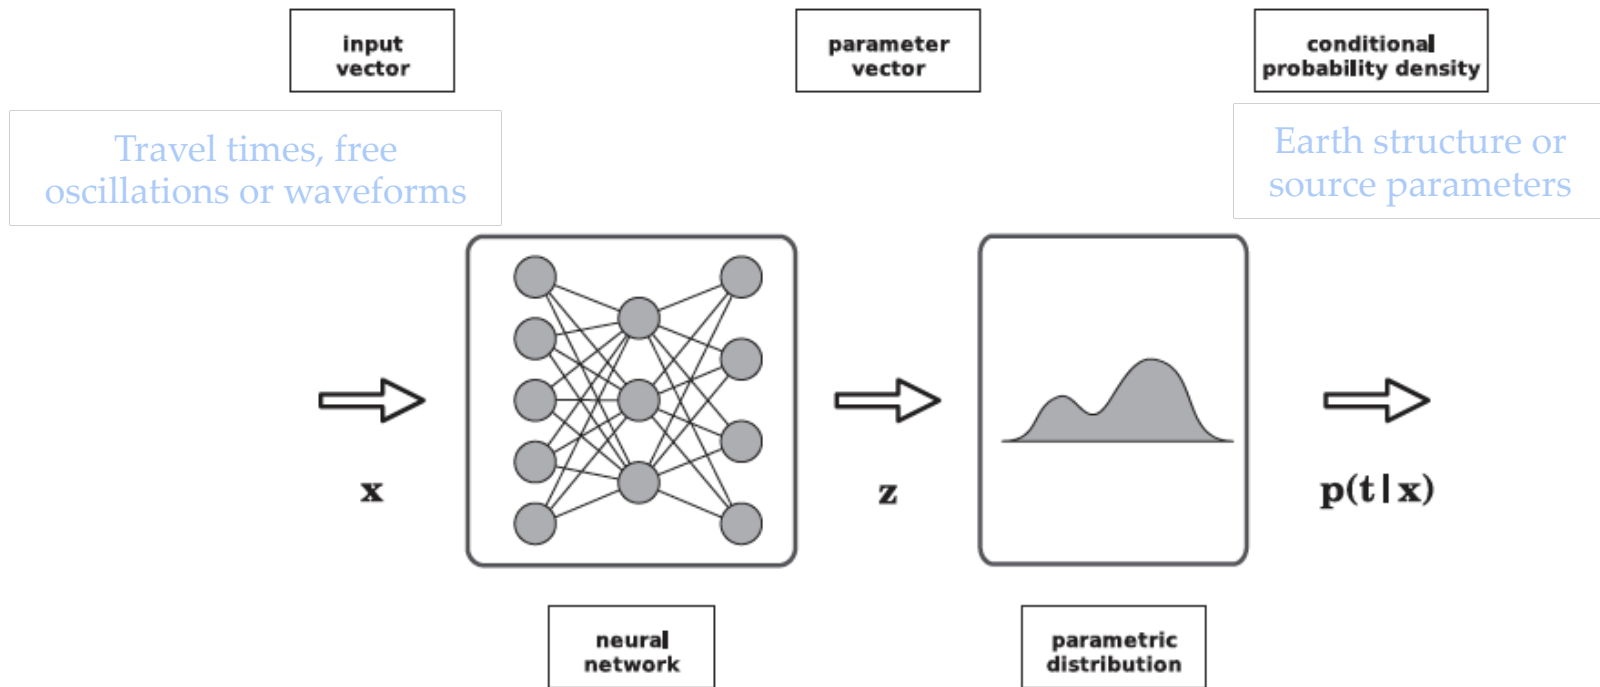 input
vector
parameter
vector
conditional
probability density
Travel times, free
oscillations or waveforms
Earth structure or
source parameters
x
z
p(t|x)
neural
network
parametric
distribution